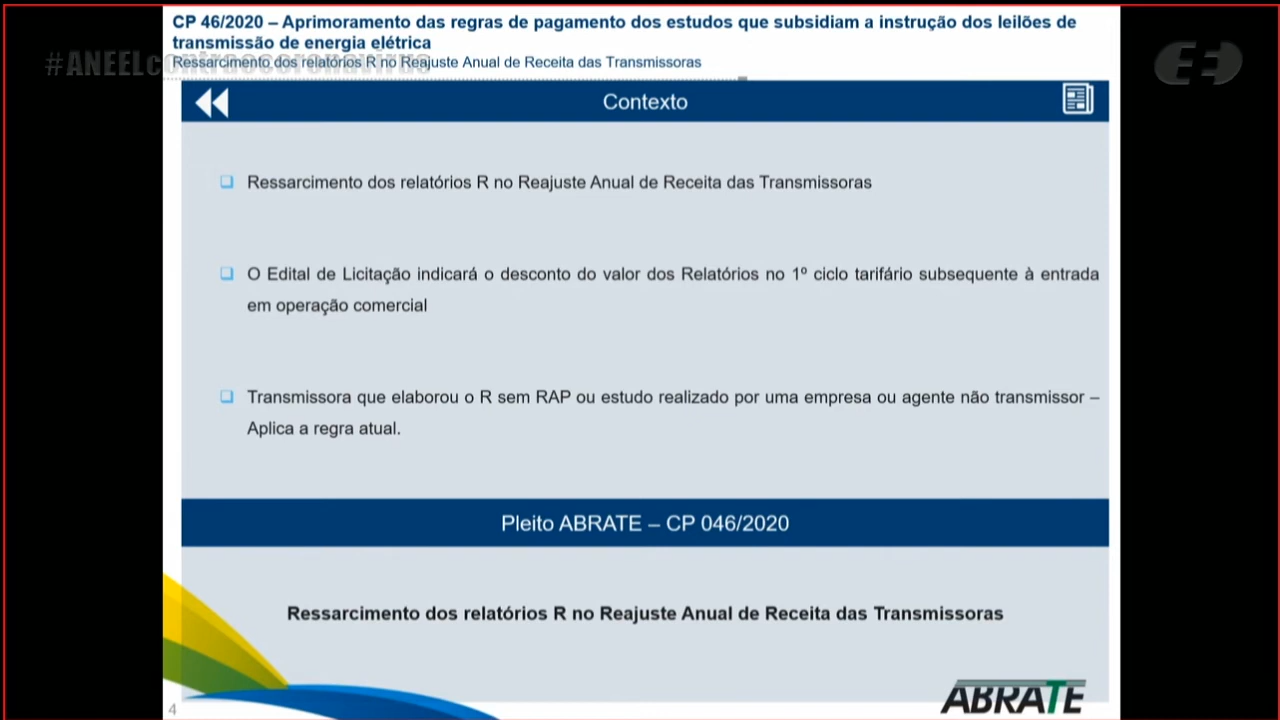 CP 46/2020 – Aprimoramento das regras de pagamento dos estudos que subsidiam a instrução dos leilões de
transmissão de energia elétrica
#ANEELcontraocoronavirus
Ressarcimento dos relatórios R no Reajuste Anual de Receita das Transmissoras
Contexto
Ressarcimento dos relatórios R no Reajuste Anual de Receita das Transmissoras
O Edital de Licitação indicará o desconto do valor dos Relatórios no 1º ciclo tarifário subsequente à entrada
em operação comercial
Transmissora que elaborou o R sem RAP ou estudo realizado por uma empresa ou agente não transmissor –
Aplica a regra atual.
Pleito ABRATE – CP 046/2020
Ressarcimento dos relatórios R no Reajuste Anual de Receita das Transmissoras
4
ABRATE